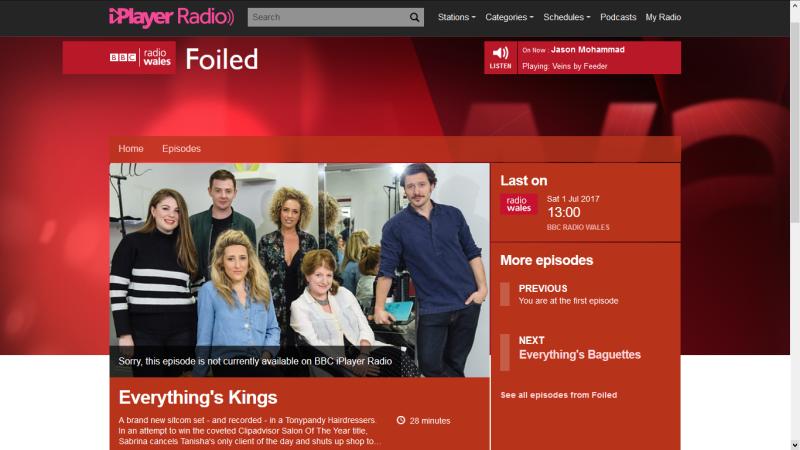 iPlayer Radio
Search
Stations Categories Schedules Podcasts My Radio
BBC radio wales
Foiled
LISTEN
On Now : Jason Mohammad
Playing: Veins by Feeder
Home Episodes
Sorry, this episode is not currently available on BBC iPlayer Radio
Everything's Kings
A brand new sitcom set - and recorded - in a Tonypandy Hairdressers.
In an attempt to win the coveted Clipadvisor Salon Of The Year title,
Sabrina cancels Tanisha's only client of the day and shuts up shop to...
28 minutes
Last on
radio wales
Sat 1 Jul 2017
13:00
BBC RADIO WALES
More episodes
PREVIOUS
You are at the first episode
NEXT
Everything's Baguettes
See all episodes from Foiled